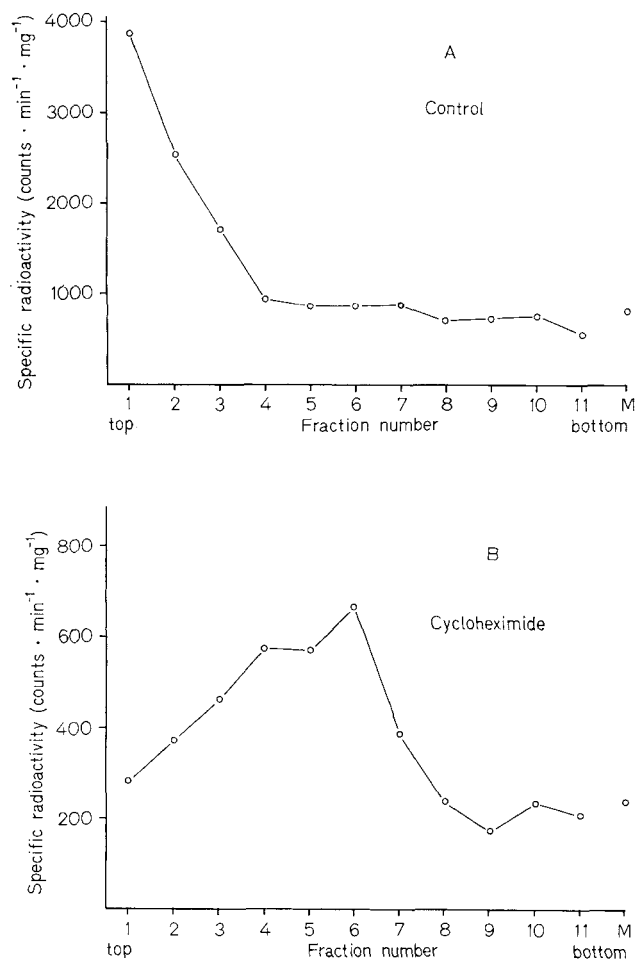 Specific radioactivity (counts · min⁻¹ · mg⁻¹)
4000
3000
2000
1000
A
Control
1 2 3 4 5 6 7 8 9 10 11 M
top Fraction number bottom
Specific radioactivity (counts · min⁻¹ · mg⁻¹)
800
600
400
200
B
Cycloheximide
1 2 3 4 5 6 7 8 9 10 11 M
top Fraction number bottom